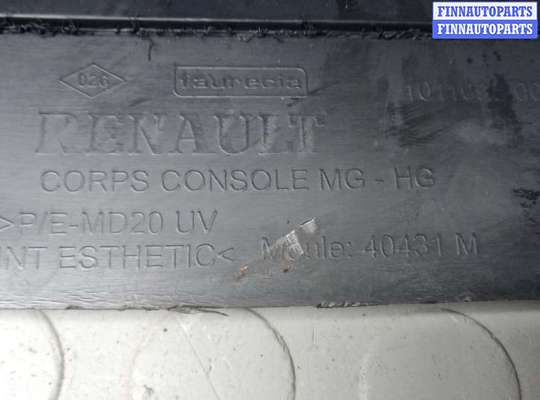 FINNAUTOPARTS
FINNAUTOPARTS
026 faurecia
RENAULT
CORPS CONSOLE MG - HG
>P/E-MD20 UV
INT ESTHETIC< Moule: 40431 M